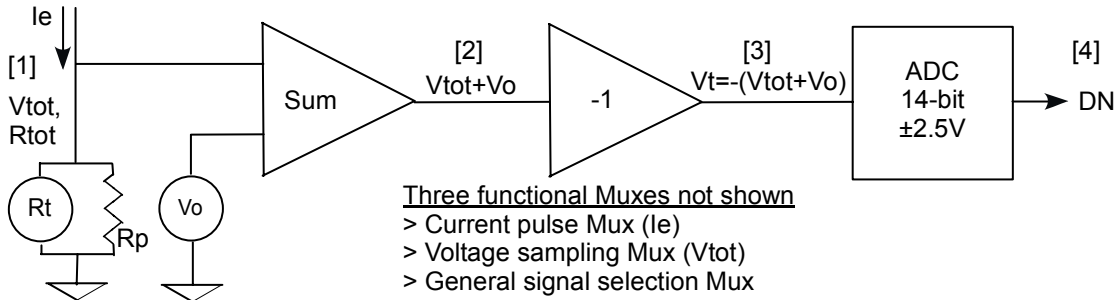 Ie
[1]
Vtot,
Rtot
Rt
Rp
Vo
Sum
[2]
Vtot+Vo
-1
[3]
Vt=-(Vtot+Vo)
ADC
14-bit
±2.5V
[4]
DN
Three functional Muxes not shown
> Current pulse Mux (Ie)
> Voltage sampling Mux (Vtot)
> General signal selection Mux